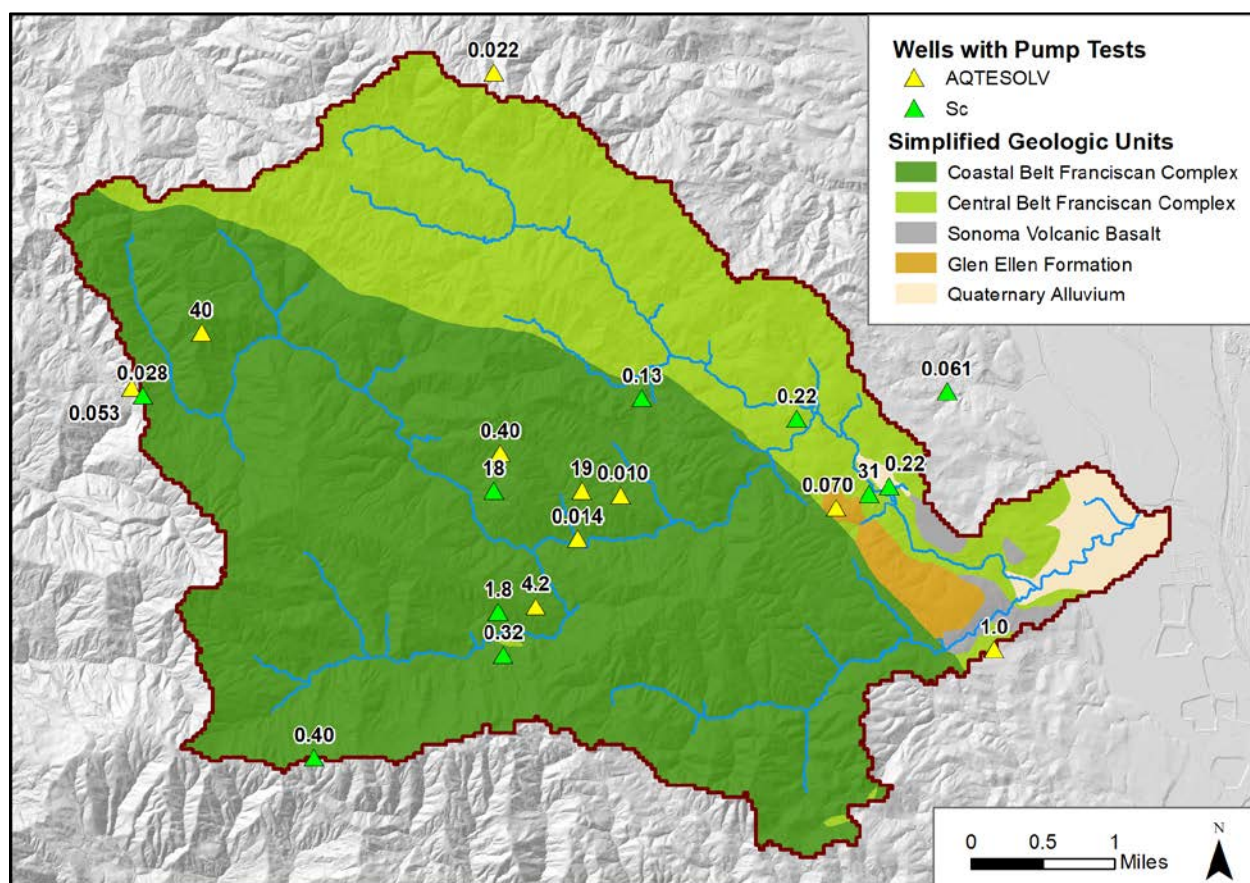 Wells with Pump Tests
AQTESOLV
Sc
Simplified Geologic Units
Coastal Belt Franciscan Complex
Central Belt Franciscan Complex
Sonoma Volcanic Basalt
Glen Ellen Formation
Quaternary Alluvium
0.022
40
0.028
0.053
0.13
0.061
0.22
0.40
18
19
0.010
31
0.22
0.070
0.014
1.8
4.2
0.32
1.0
0.40
0 0.5 1
Miles
N